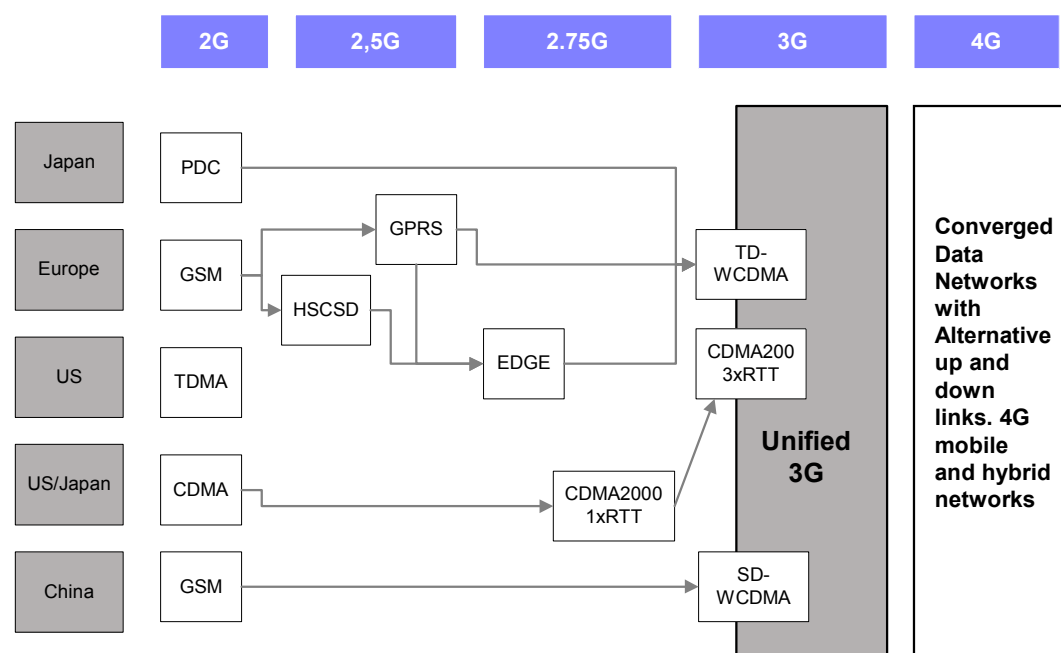 2G
2,5G
2.75G
3G
4G
Japan
PDC
GPRS
Europe
GSM
HSCSD
TD-
WCDMA
US
TDMA
EDGE
CDMA200
3xRTT
US/Japan
CDMA
CDMA2000
1xRTT
China
GSM
SD-
WCDMA
Unified
3G
Converged
Data
Networks
with
Alternative
up and
down
links. 4G
mobile
and hybrid
networks